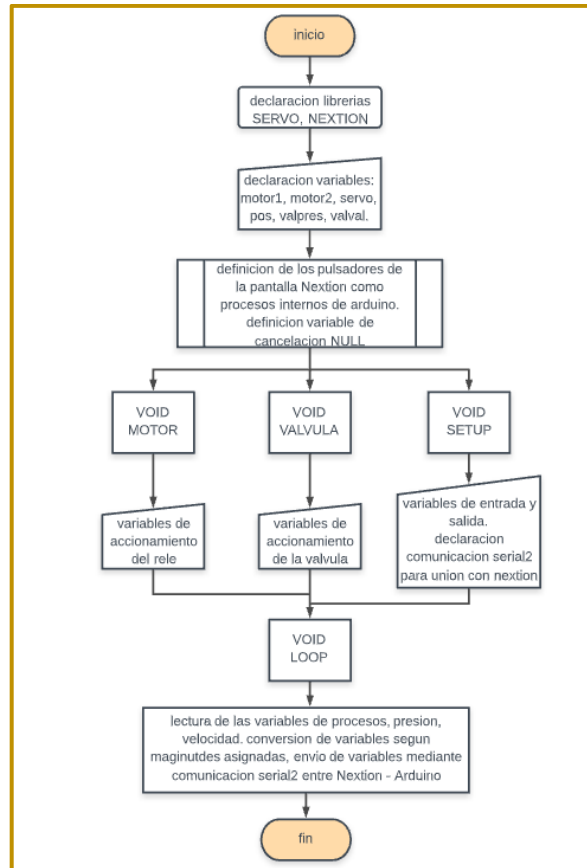 inicio
declaracion librerias
SERVO, NEXTION
declaracion variables:
motor1, motor2, servo,
pos, valpres, valval.
definicion de los pulsadores de
la pantalla Nextion como
procesos internos de arduino.
definicion variable de
cancelacion NULL
VOID
MOTOR
VOID
VALVULA
VOID
SETUP
variables de
accionamiento
del rele
variables de
accionamiento
de la valvula
variables de entrada y
salida.
declaracion
comunicacion serial2
para union con nextion
VOID
LOOP
lectura de las variables de procesos, presion,
velocidad. conversion de variables segun
maginutdes asignadas, envio de variables mediante
comunicacion serial2 entre Nextion - Arduino
fin